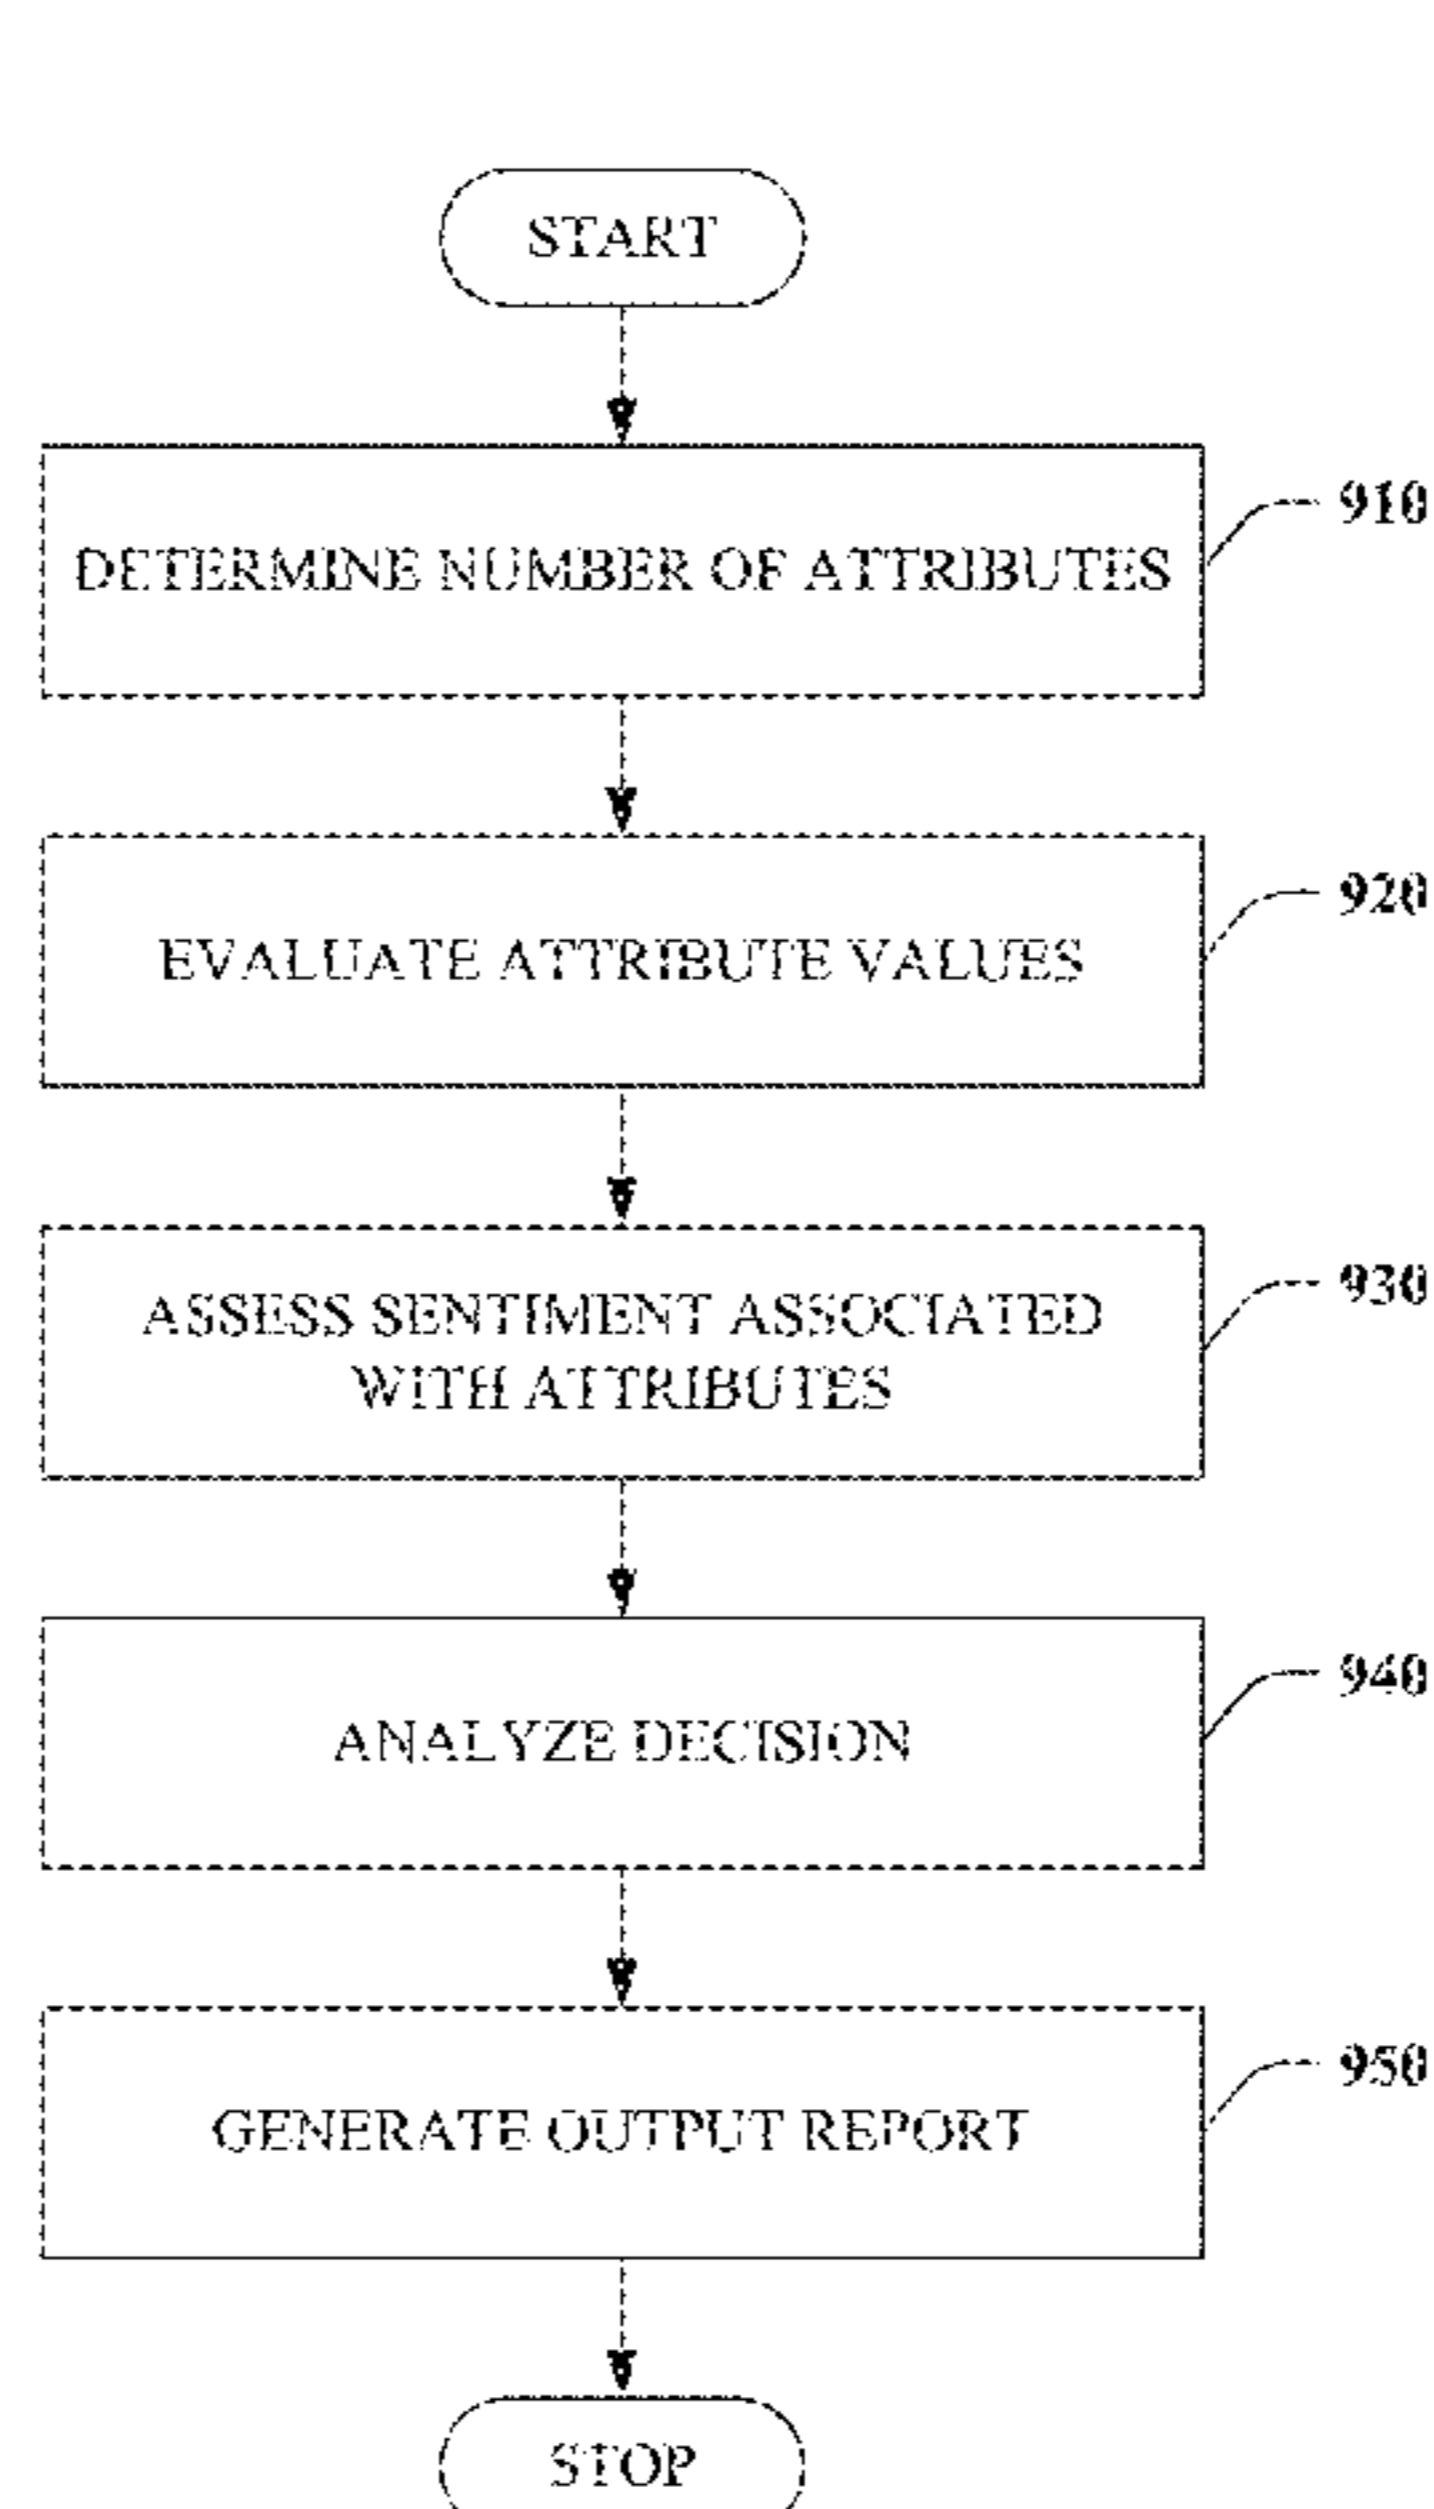 START
DETERMINE NUMBER OF ATTRIBUTES
910
EVALUATE ATTRIBUTE VALUES
920
ASSESS SENTIMENT ASSOCIATED
WITH ATTRIBUTES
930
ANALYZE DECISION
940
GENERATE OUTPUT REPORT
950
STOP